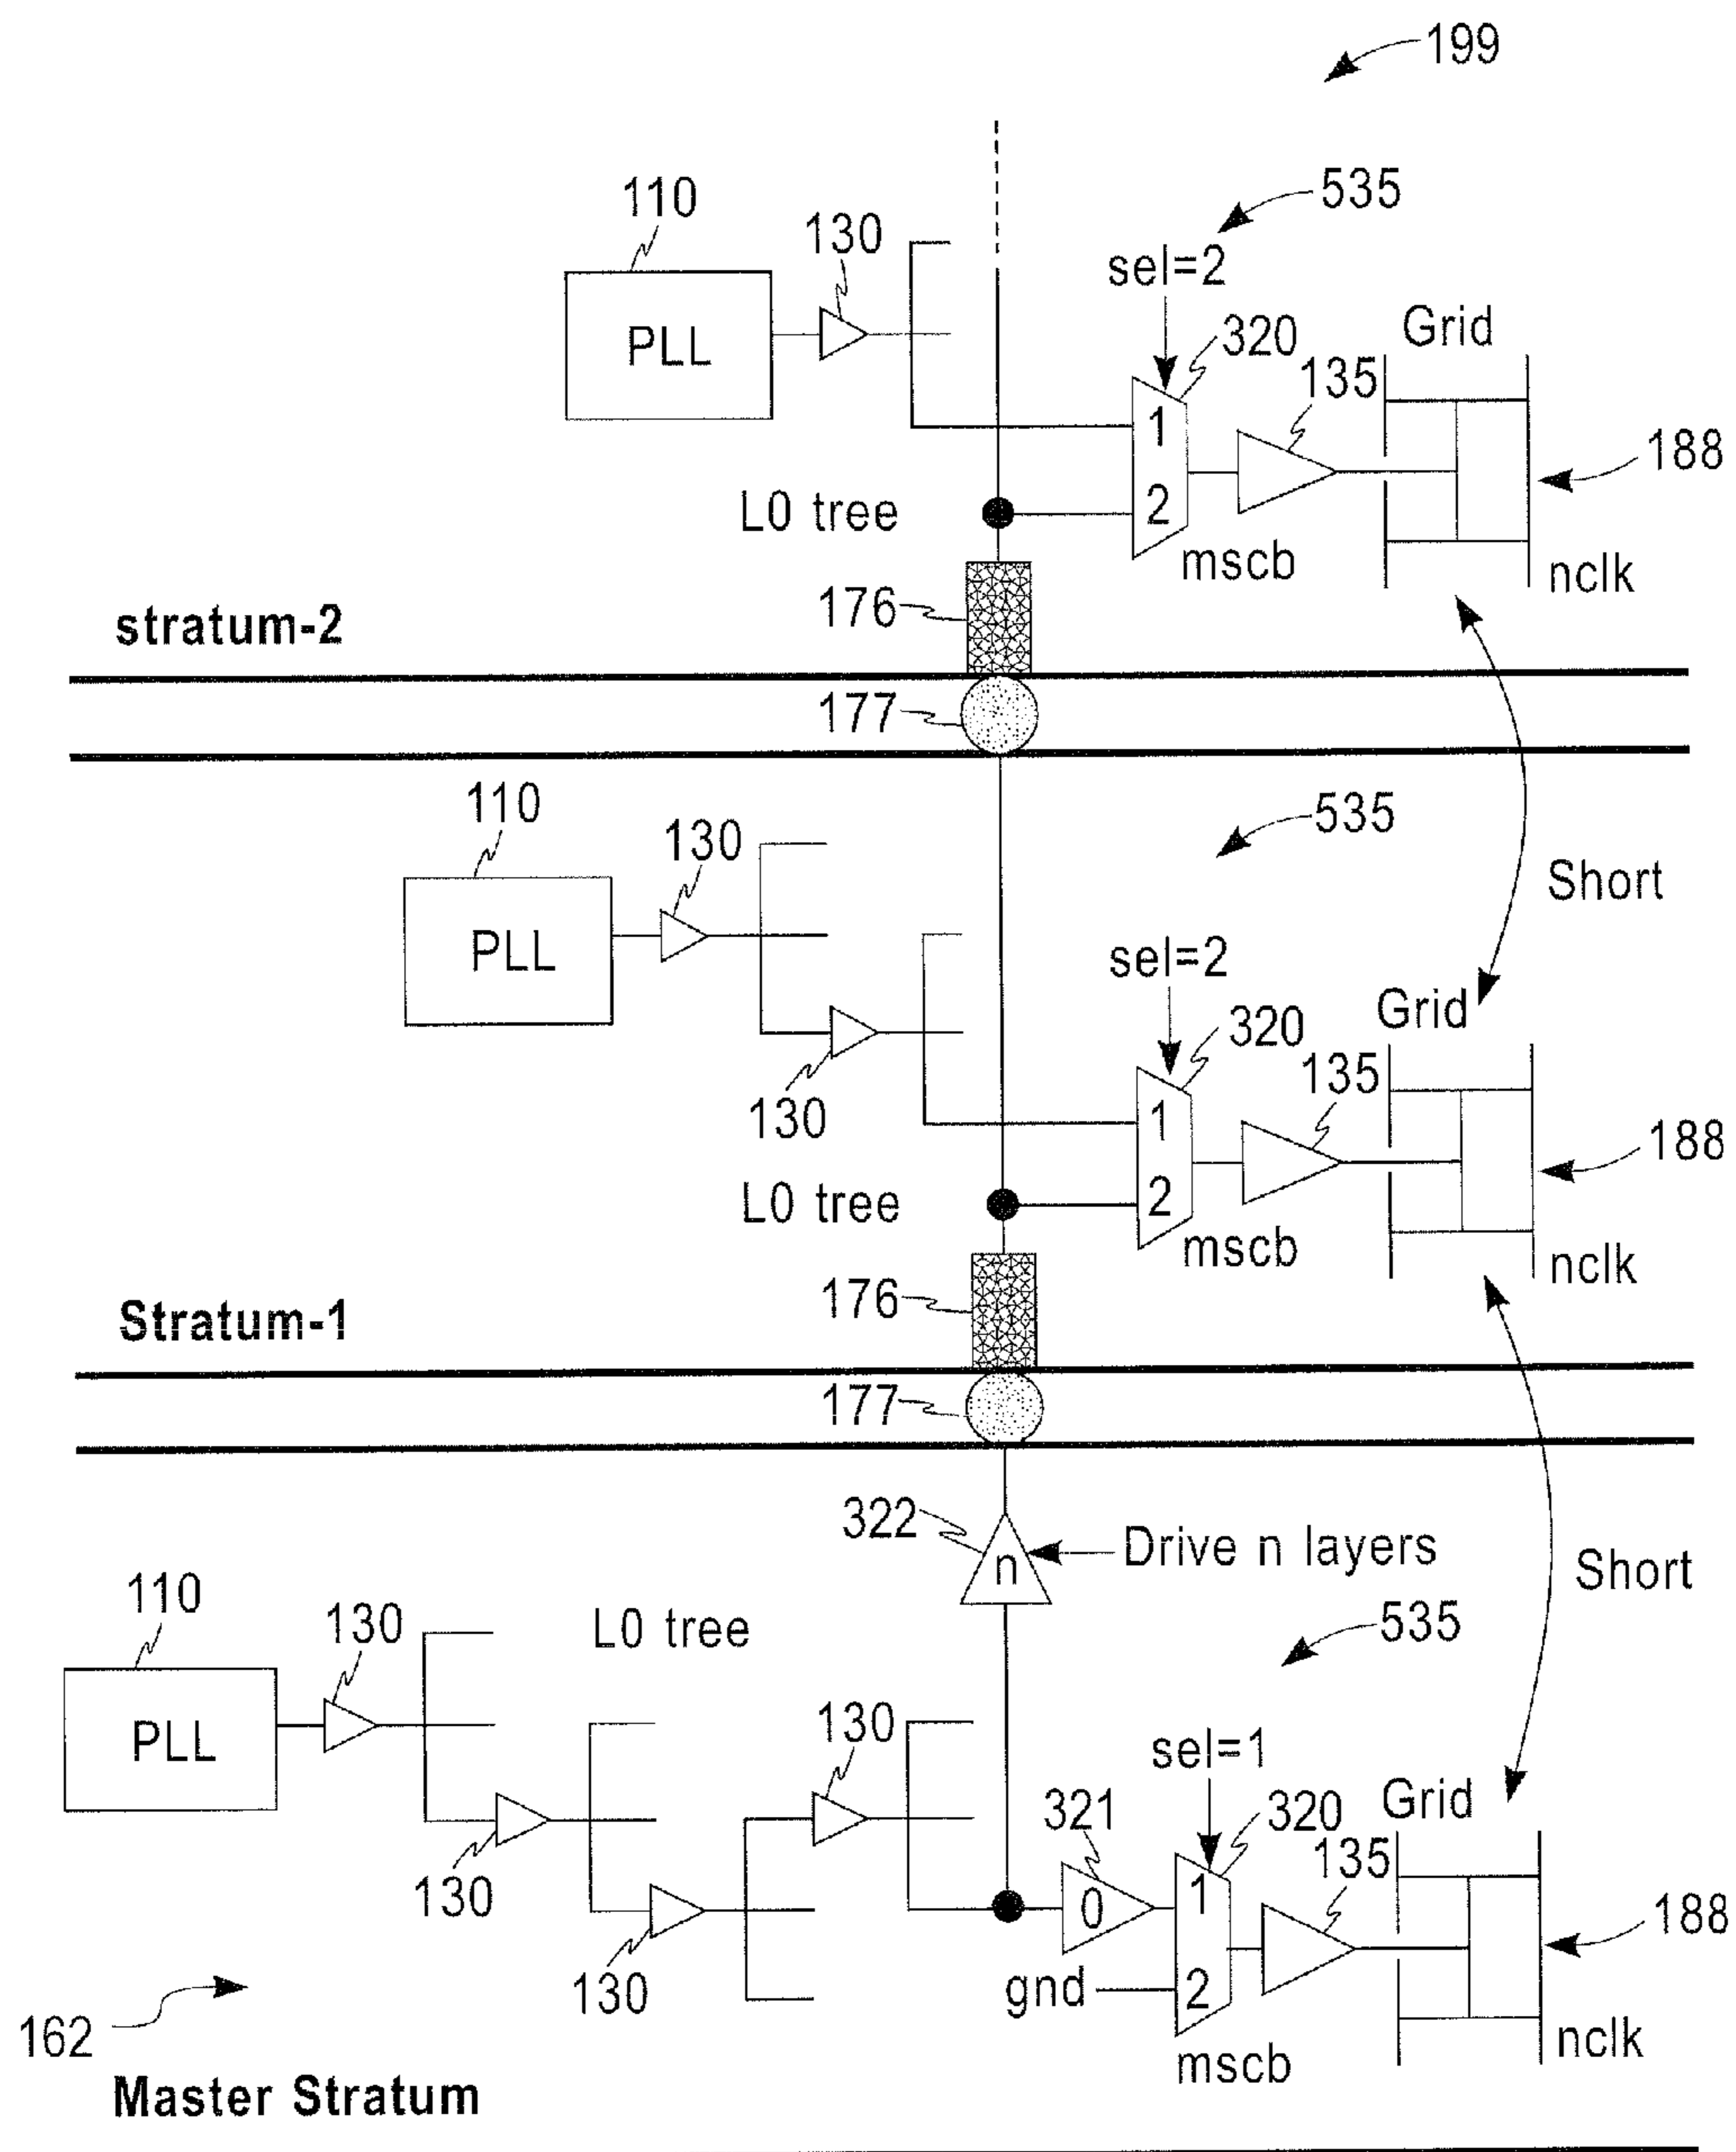 199
535
110
130
sel=2
320
Grid
135
PLL
1
188
2
L0 tree
mscb
nclk
176
stratum-2
177
110
130
535
Short
PLL
sel=2
Grid
320
135
130
1
188
2
L0 tree
mscb
nclk
176
Stratum-1
177
322
n
Drive n layers
Short
110
130
L0 tree
535
PLL
130
sel=1
Grid
321
320
135
130
0
1
188
130
gnd
2
162
nclk
mscb
Master Stratum